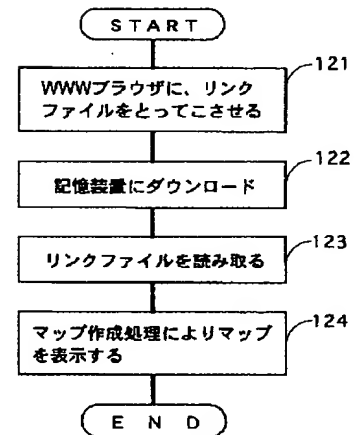 START
121
WWWブラウザに、リンク
ファイルをとってこさせる
122
記憶装置にダウンロード
123
リンクファイルを読み取る
124
マップ作成処理によりマップ
を表示する
END